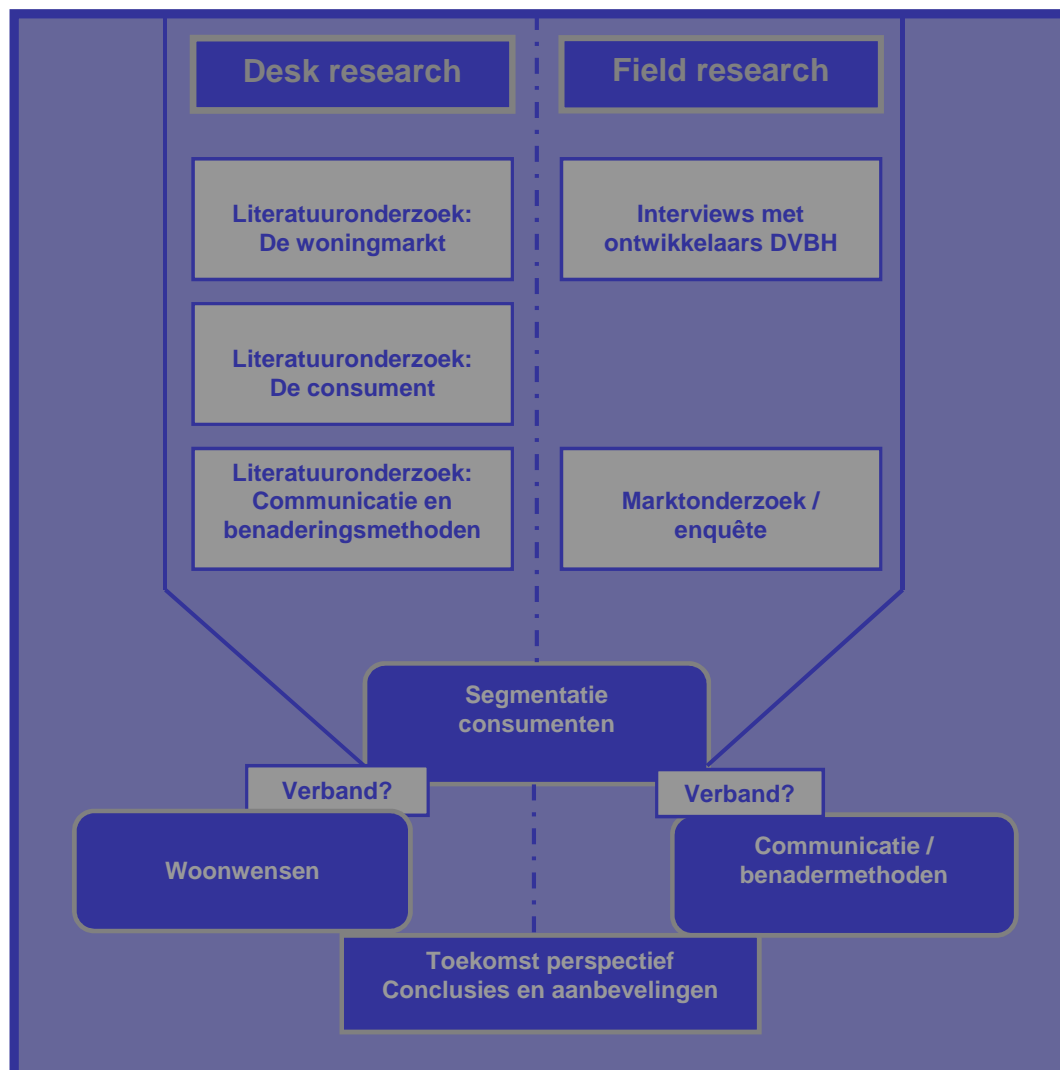 Desk research
Field research
Literatuuronderzoek:
De woningmarkt
Interviews met
ontwikkelaars DVBH
Literatuuronderzoek:
De consument
Literatuuronderzoek:
Communicatie en
benaderingsmethoden
Marktonderzoek /
enquête
Segmentatie
consumenten
Verband?
Verband?
Woonwensen
Communicatie /
benadermethoden
Toekomst perspectief
Conclusies en aanbevelingen